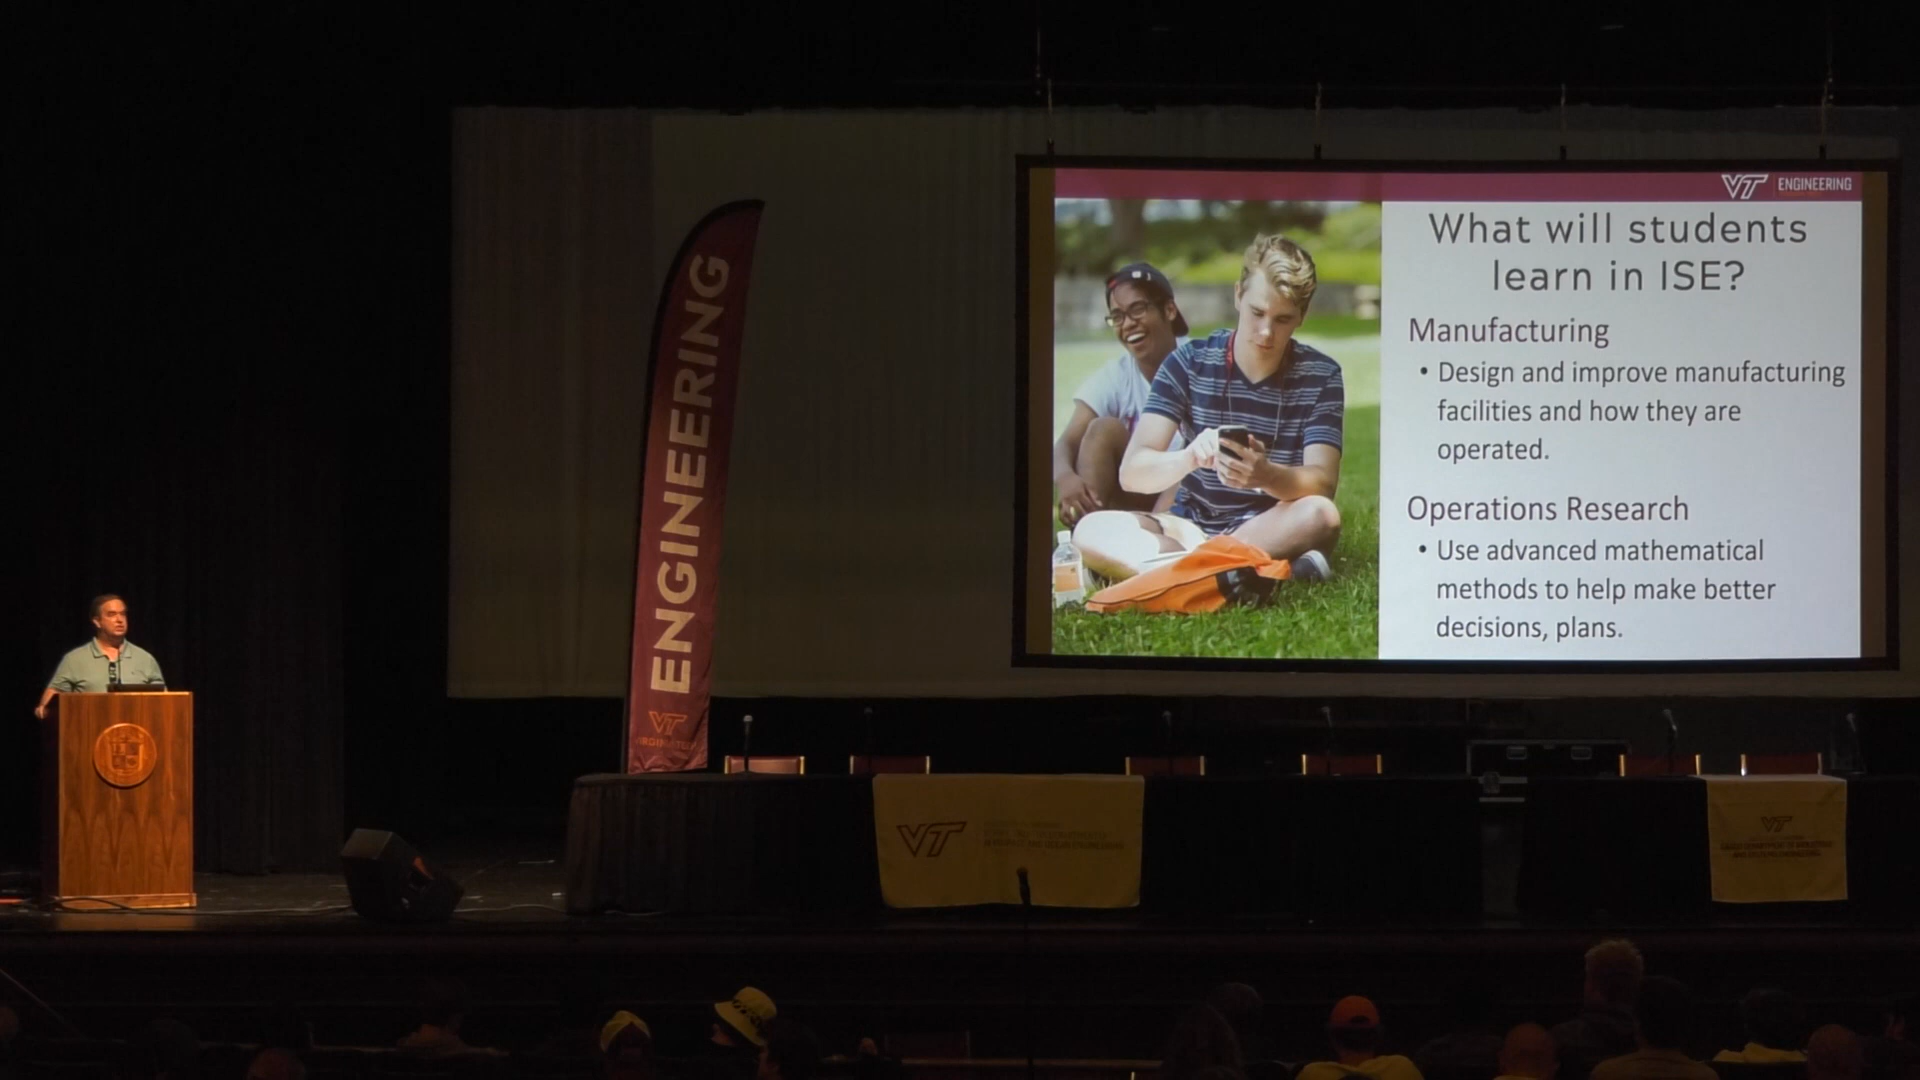 VT ENGINEERING
What will students
learn in ISE?
Manufacturing
• Design and improve manufacturing
facilities and how they are
operated.
Operations Research
• Use advanced mathematical
methods to help make better
decisions, plans.
ENGINEERING
VT
VT
VT